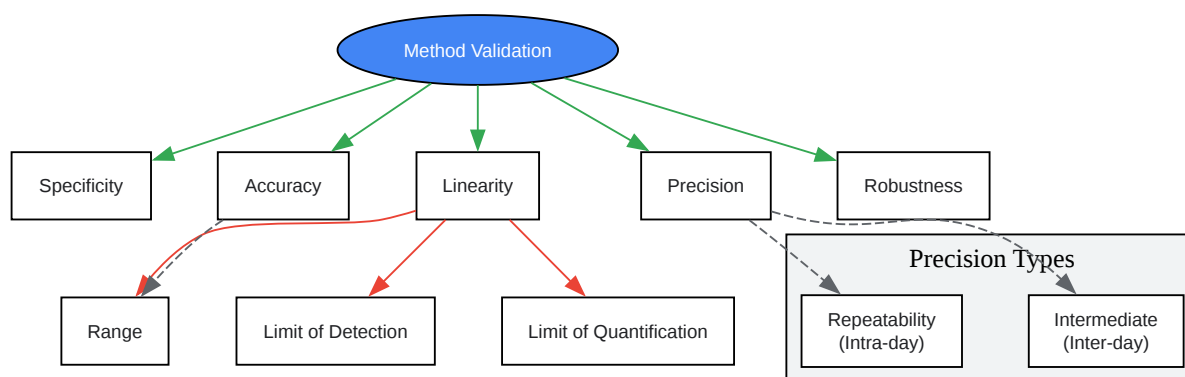 Method Validation
Specificity
Accuracy
Linearity
Precision
Robustness
Precision Types
Range
Limit of Detection
Limit of Quantification
Repeatability
(Intra-day)
Intermediate
(Inter-day)